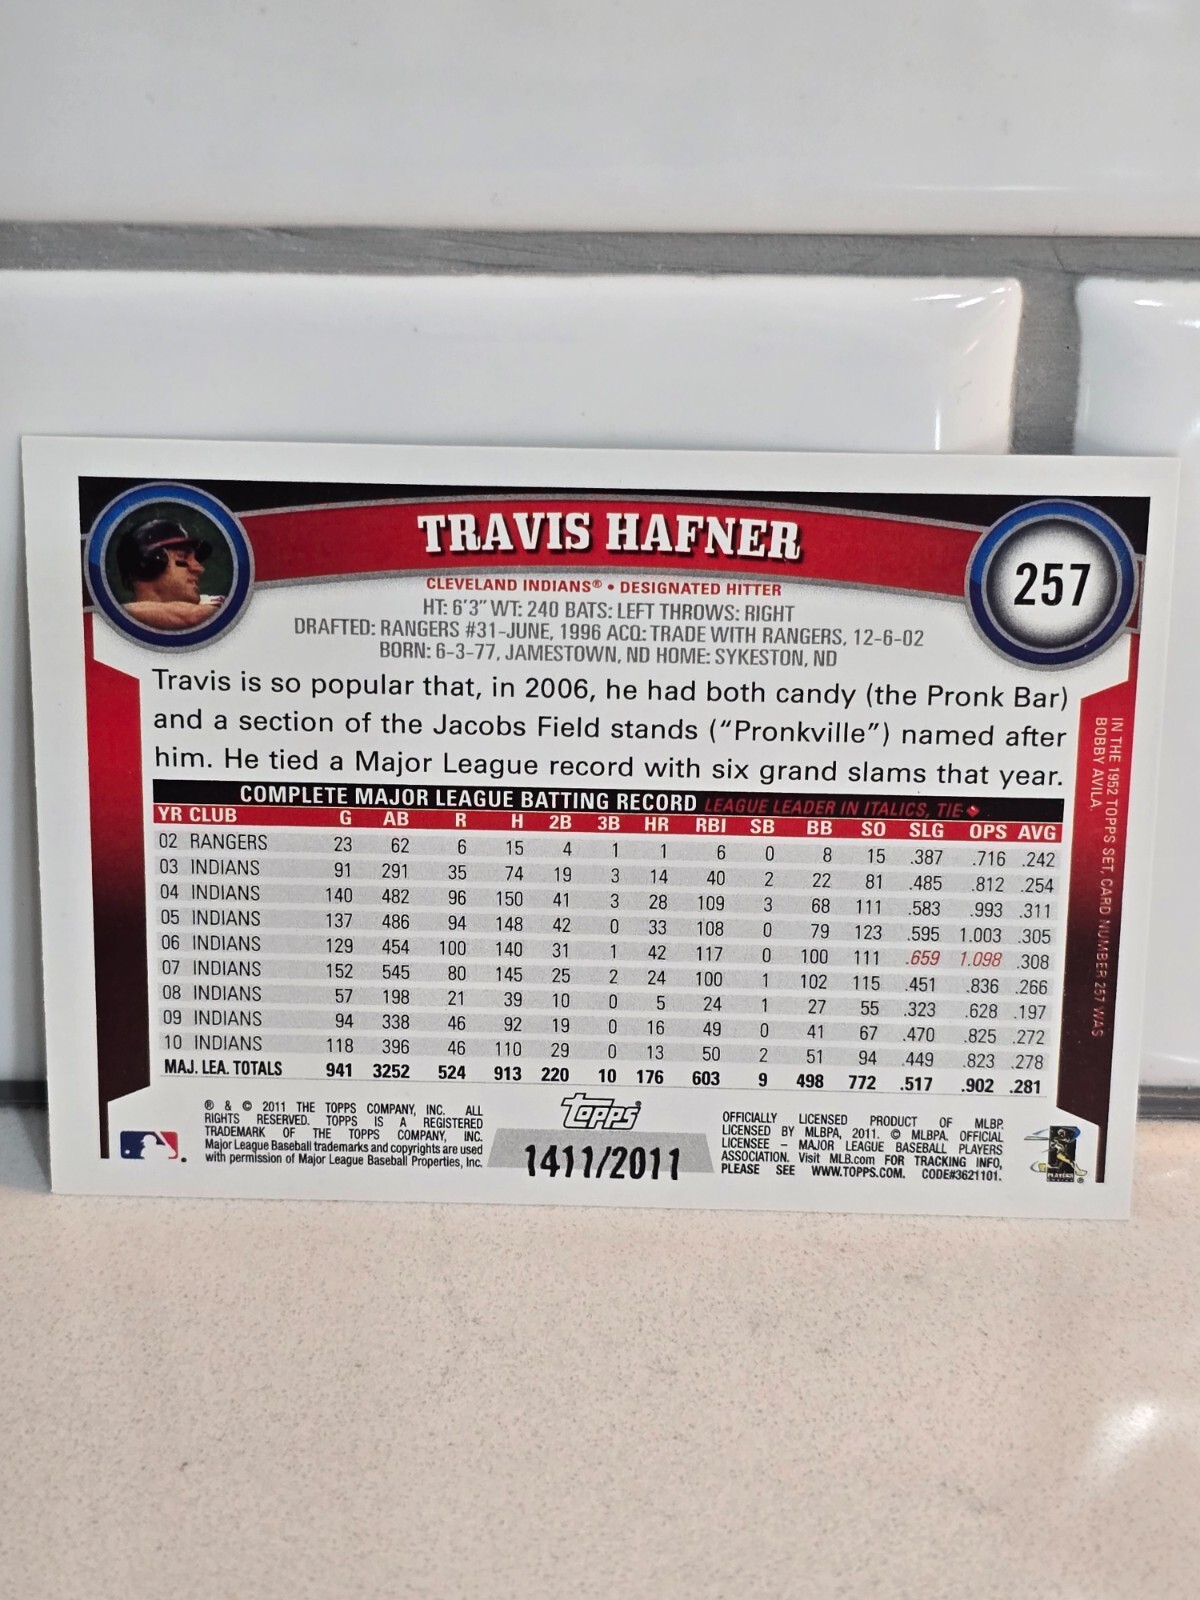 TRAVIS HAFNER
257
CLEVELAND INDIANS® • DESIGNATED HITTER
HT: 6'3" WT: 240 BATS: LEFT THROWS: RIGHT
DRAFTED: RANGERS #31-JUNE, 1996 ACQ: TRADE WITH RANGERS, 12-6-02
BORN: 6-3-77, JAMESTOWN, ND HOME: SYKESTON, ND
Travis is so popular that, in 2006, he had both candy (the Pronk Bar)
and a section of the Jacobs Field stands ("Pronkville") named after
him. He tied a Major League record with six grand slams that year.
COMPLETE MAJOR LEAGUE BATTING RECORD LEAGUE LEADER IN ITALICS, TIE ◆
YR CLUB G AB R H 2B 3B HR RBI SB BB SO SLG OPS AVG
02 RANGERS 23 62 6 15 4 1 1 6 0 8 15 .387 .716 .242
03 INDIANS 91 291 35 74 19 3 14 40 2 22 81 .485 .812 .254
04 INDIANS 140 482 96 150 41 3 28 109 3 68 111 .583 .993 .311
05 INDIANS 137 486 94 148 42 0 33 108 0 79 123 .595 1.003 .305
06 INDIANS 129 454 100 140 31 1 42 117 0 100 111 .659 1.098 .308
07 INDIANS 152 545 80 145 25 2 24 100 1 102 115 .451 .836 .266
08 INDIANS 57 198 21 39 10 0 5 24 1 27 55 .323 .628 .197
09 INDIANS 94 338 46 92 19 0 16 49 0 41 67 .470 .825 .272
10 INDIANS 118 396 46 110 29 0 13 50 2 51 94 .449 .823 .278
MAJ. LEA. TOTALS 941 3252 524 913 220 10 176 603 9 498 772 .517 .902 .281
IN THE 1952 TOPPS SET, CARD NUMBER 257 WAS
BOBBY AVILA.
® & © 2011 THE TOPPS COMPANY, INC. ALL
RIGHTS RESERVED. TOPPS IS A REGISTERED
TRADEMARK OF THE TOPPS COMPANY, INC.
Major League Baseball trademarks and copyrights are used
with permission of Major League Baseball Properties, Inc.
Topps®
1411/2011
OFFICIALLY LICENSED PRODUCT OF MLBP.
LICENSED BY MLBPA, 2011. © MLBPA. OFFICIAL
LICENSEE – MAJOR LEAGUE BASEBALL PLAYERS
ASSOCIATION. Visit MLB.com FOR TRACKING INFO,
PLEASE SEE WWW.TOPPS.COM. CODE#3621101.
PLAYERS